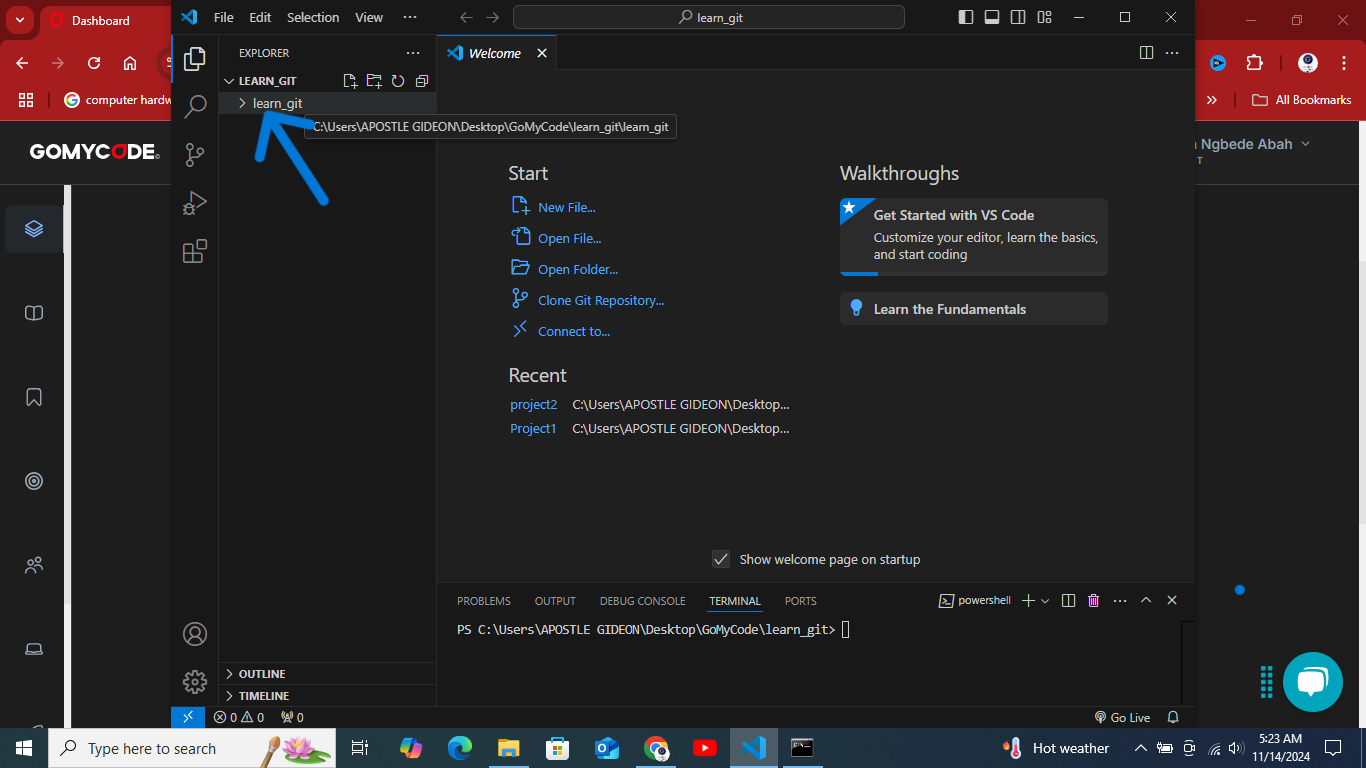 Dashboard
File Edit Selection View ···
learn_git
computer hardw
All Bookmarks
GOMYCODE
Ngbede Abah
T
EXPLORER
LEARN_GIT
learn_git
C:\Users\APOSTLE GIDEON\Desktop\GoMyCode\learn_git\learn_git
Welcome
Start
New File...
Open File...
Open Folder...
Clone Git Repository...
Connect to...
Recent
project2 C:\Users\APOSTLE GIDEON\Desktop...
Project1 C:\Users\APOSTLE GIDEON\Desktop...
Walkthroughs
Get Started with VS Code
Customize your editor, learn the basics,
and start coding
Learn the Fundamentals
Show welcome page on startup
PROBLEMS OUTPUT DEBUG CONSOLE TERMINAL PORTS
powershell
PS C:\Users\APOSTLE GIDEON\Desktop\GoMyCode\learn_git>
OUTLINE
TIMELINE
0 0 0
Go Live
Type here to search
Hot weather
5:23 AM
11/14/2024